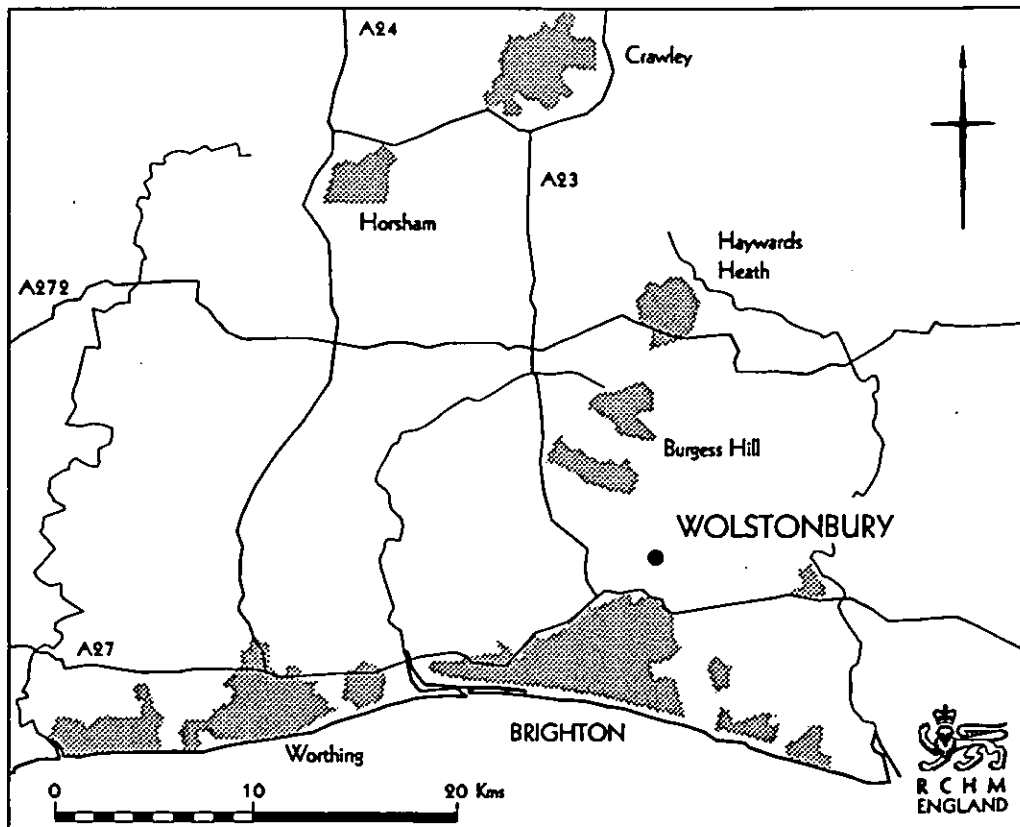 A24
Crawley
A23
Horsham
Haywards
Heath
A272
Burgess Hill
WOLSTONBURY
A27
BRIGHTON
Worthing
0 10 20 Kms
R C H M
ENGLAND